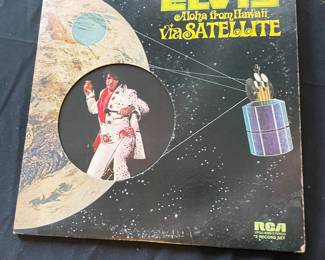 ELVIS
Aloha from Hawaii
via SATELLITE
RCA
2 RECORD SET